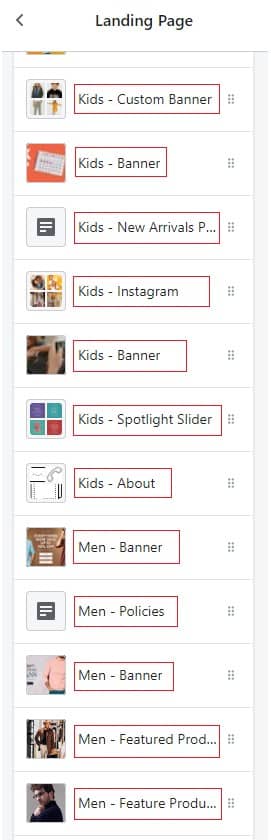 Landing Page
Kids - Custom Banner
Kids - Banner
Kids - New Arrivals P...
Kids - Instagram
Kids - Banner
Kids - Spotlight Slider
Kids - About
Men - Banner
Men - Policies
Men - Banner
Men - Featured Prod...
Men - Feature Produ...